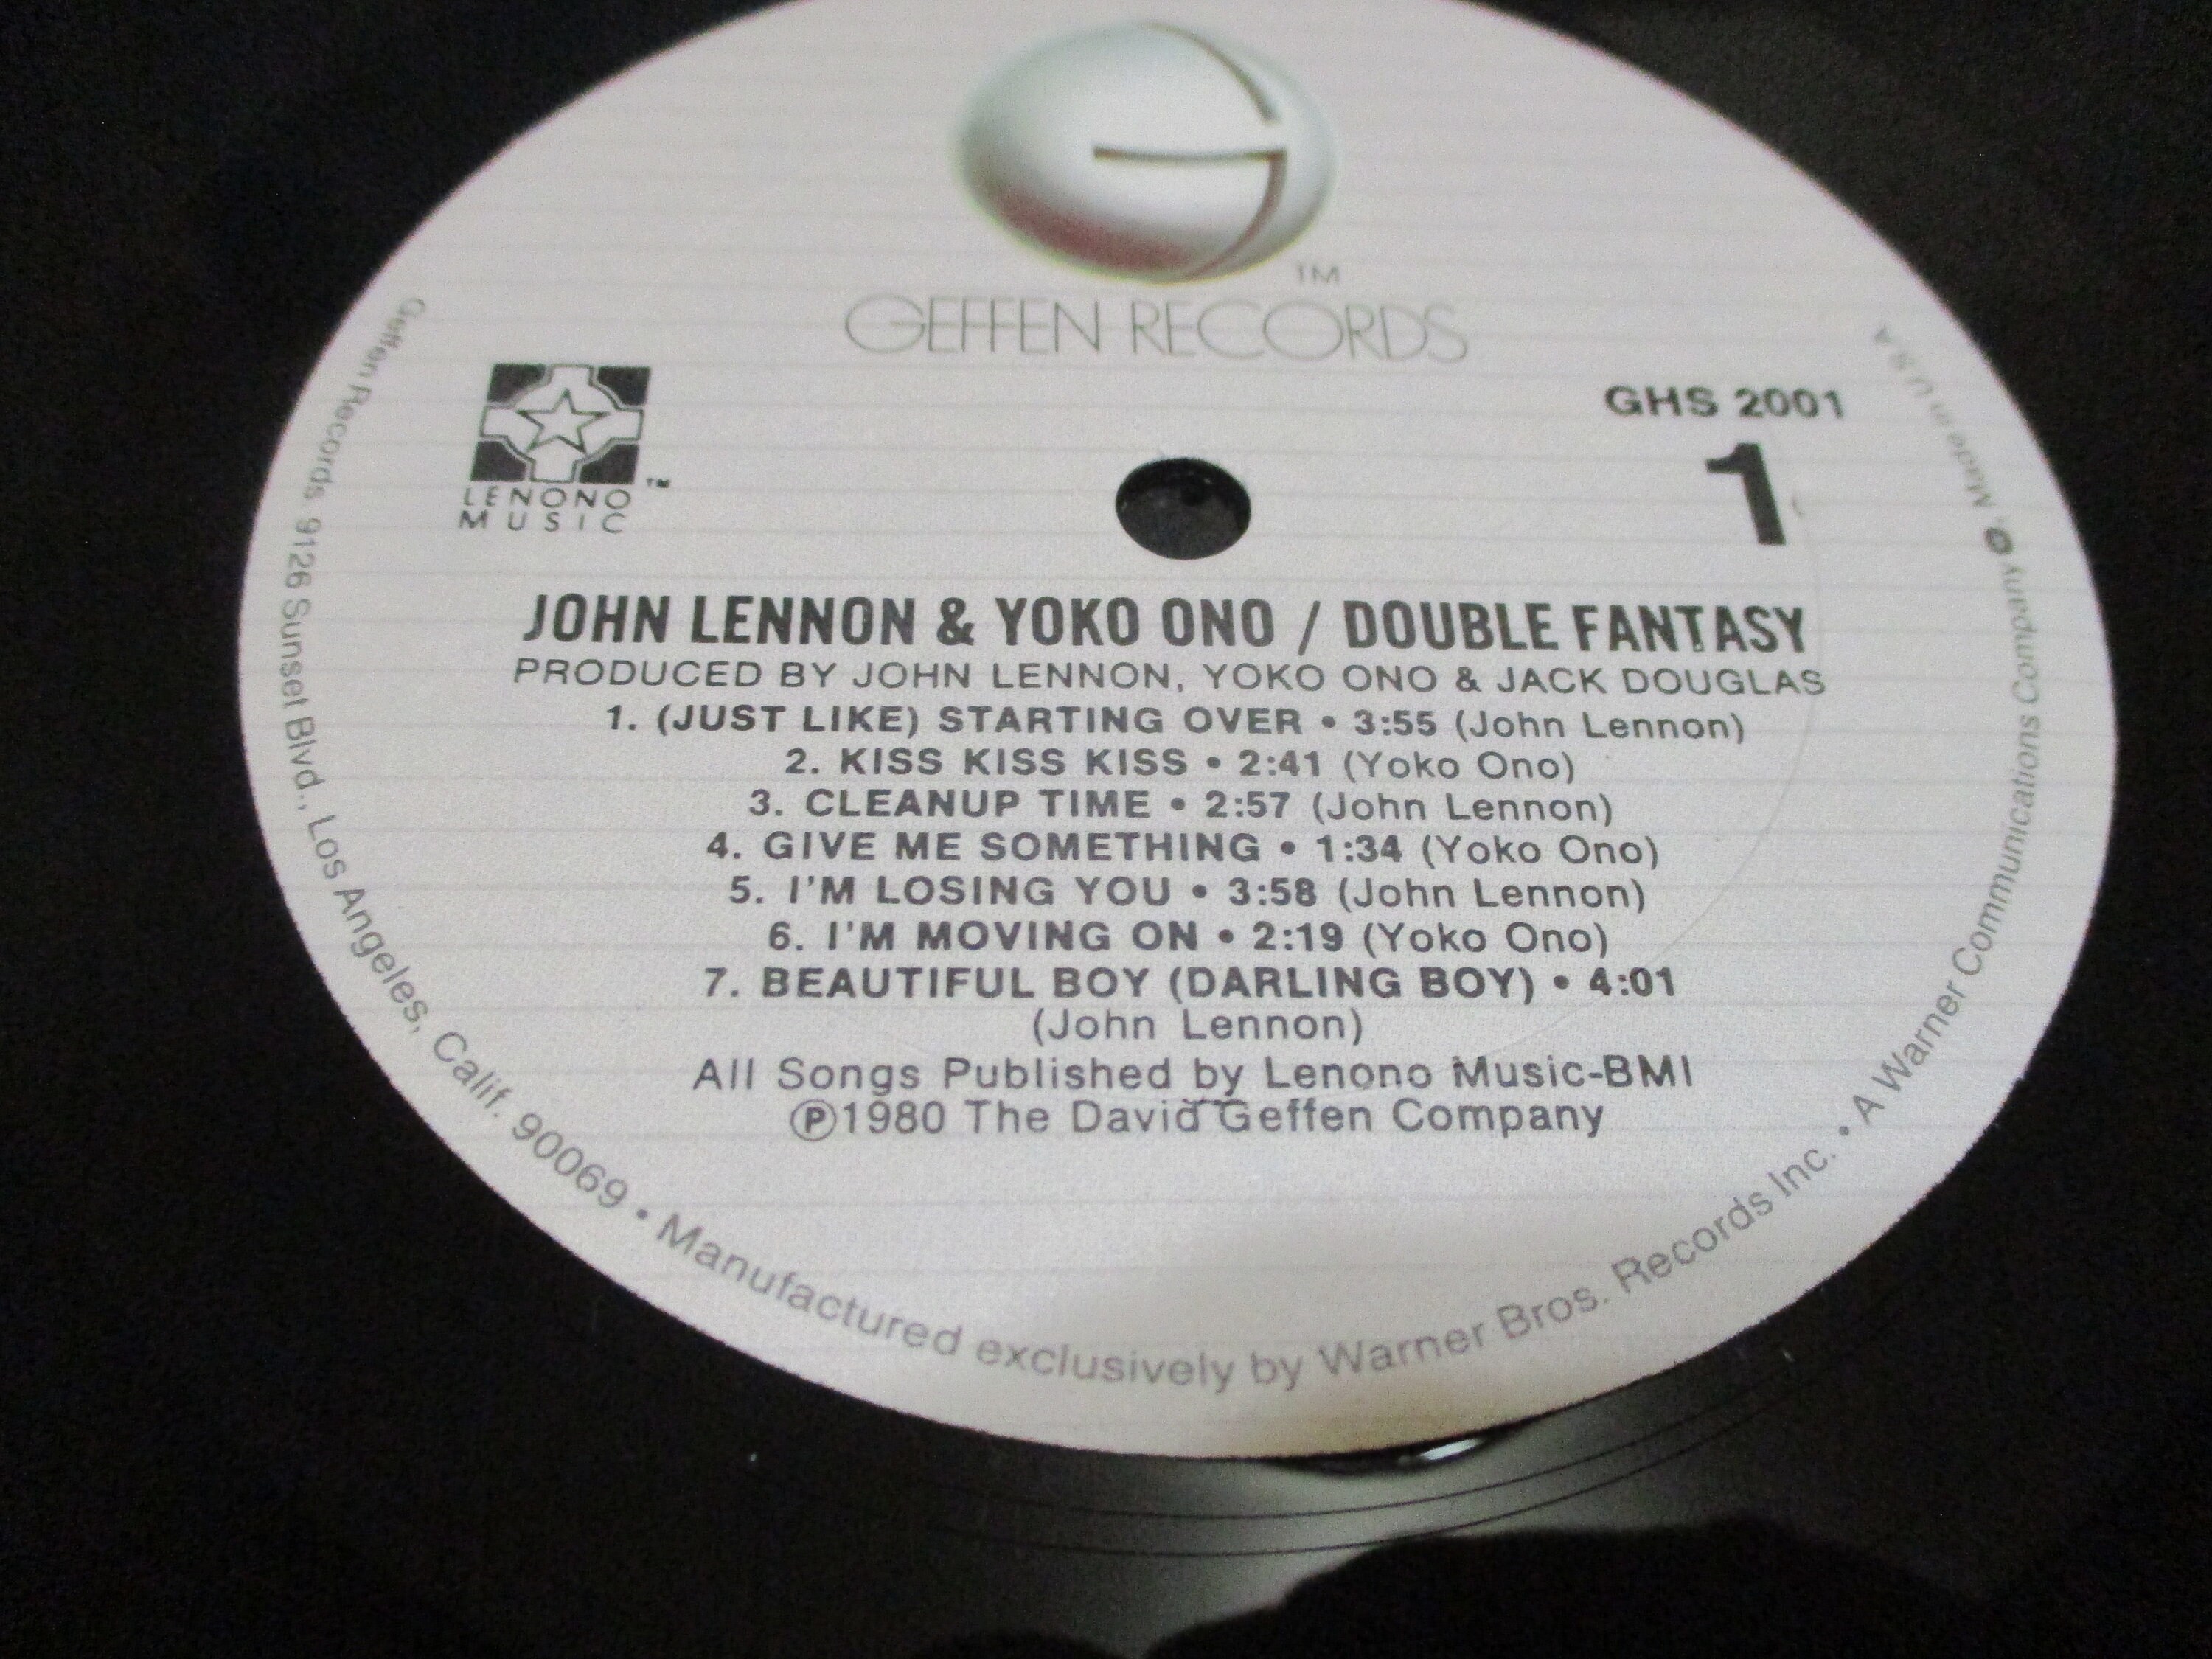 TM
GEFFEN RECORDS
GHS 2001
1
LENONO ™
MUSIC
JOHN LENNON & YOKO ONO / DOUBLE FANTASY
PRODUCED BY JOHN LENNON, YOKO ONO & JACK DOUGLAS
1. (JUST LIKE) STARTING OVER • 3:55 (John Lennon)
2. KISS KISS KISS • 2:41 (Yoko Ono)
3. CLEANUP TIME • 2:57 (John Lennon)
4. GIVE ME SOMETHING • 1:34 (Yoko Ono)
5. I'M LOSING YOU • 3:58 (John Lennon)
6. I'M MOVING ON • 2:19 (Yoko Ono)
7. BEAUTIFUL BOY (DARLING BOY) • 4:01
(John Lennon)
All Songs Published by Lenono Music-BMI
Ⓟ1980 The David Geffen Company
Geffen Records 9126 Sunset Blvd., Los Angeles, Calif. 90069 • Manufactured exclusively by Warner Bros. Records Inc. • A Warner Communications Company. Made in U.S.A